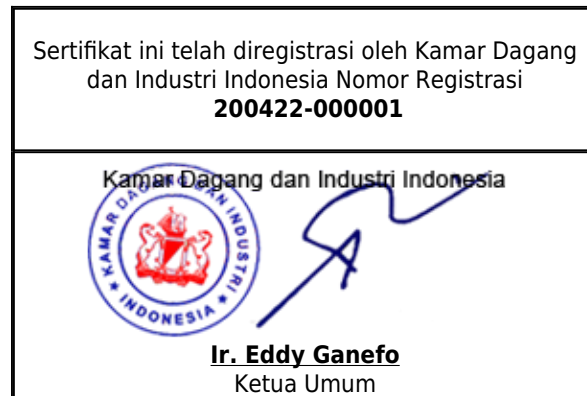 Sertifikat ini telah diregistrasi oleh Kamar Dagang
dan Industri Indonesia Nomor Registrasi
200422-000001
Kamar Dagang dan Industri Indonesia
KAMAR DAGANG DAN INDUSTRI
* INDONESIA *
Ir. Eddy Ganefo
Ketua Umum